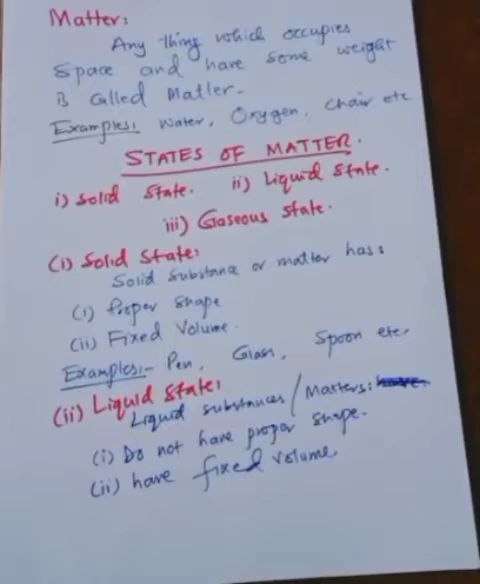 Matter:
Any thing which occupies
Space and have some weight
is Called Matter.
Examples: Water, Oxygen, Chair etc
STATES OF MATTER.
i) Solid State. ii) Liquid State.
iii) Gaseous State.
(i) Solid State:
Solid Substance or matter has:
(i) Proper Shape
(ii) Fixed Volume.
Examples:- Pen, Glass, Spoon etc
(ii) Liquid State:
Liquid substances / Matters:
(i) Do not have proper shape.
(ii) have fixed volume.